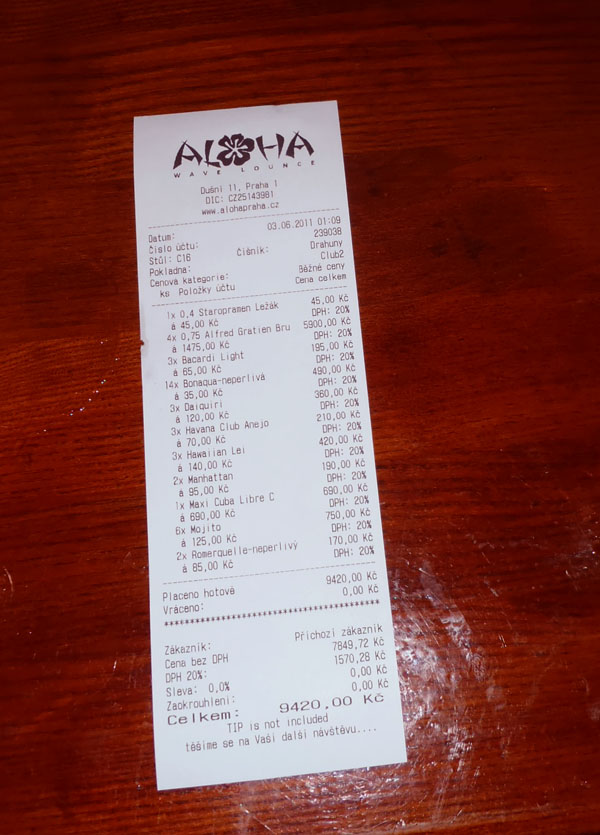 ALOHA
WAVE LOUNGE
Dušní 11, Praha 1
DIC: CZ25143981
www.alohapraha.cz
Datum: 03.06.2011 01:09
Číslo účtu: 239038
Stůl: C16 Číšník: Drahuny
Pokladna: Club2
Cenová kategorie: Běžné ceny
ks Položky účtu Cena celkem
1x 0,4 Staropramen Ležák 45,00 Kč
á 45,00 Kč DPH: 20%
4x 0,75 Alfred Gratien Bru 5900,00 Kč
á 1475,00 Kč DPH: 20%
3x Bacardi Light 195,00 Kč
á 65,00 Kč DPH: 20%
14x Bonaqua-neperlivá 490,00 Kč
á 35,00 Kč DPH: 20%
3x Daiquiri 360,00 Kč
á 120,00 Kč DPH: 20%
3x Havana Club Anejo 210,00 Kč
á 70,00 Kč DPH: 20%
3x Hawaiian Lei 420,00 Kč
á 140,00 Kč DPH: 20%
2x Manhattan 190,00 Kč
á 95,00 Kč DPH: 20%
1x Maxi Cuba Libre C 690,00 Kč
á 690,00 Kč DPH: 20%
6x Mojito 750,00 Kč
á 125,00 Kč DPH: 20%
2x Romerquelle-neperlivý 170,00 Kč
á 85,00 Kč DPH: 20%
Placeno hotově 9420,00 Kč
Vráceno: 0,00 Kč
****************************************
Zákazník: Příchozí zákazník
Cena bez DPH 7849,72 Kč
DPH 20%: 1570,28 Kč
Sleva: 0,0% 0,00 Kč
Zaokrouhlení: 0,00 Kč
Celkem: 9420,00 Kč
TIP is not included
těšíme se na Vaši další návštěvu....